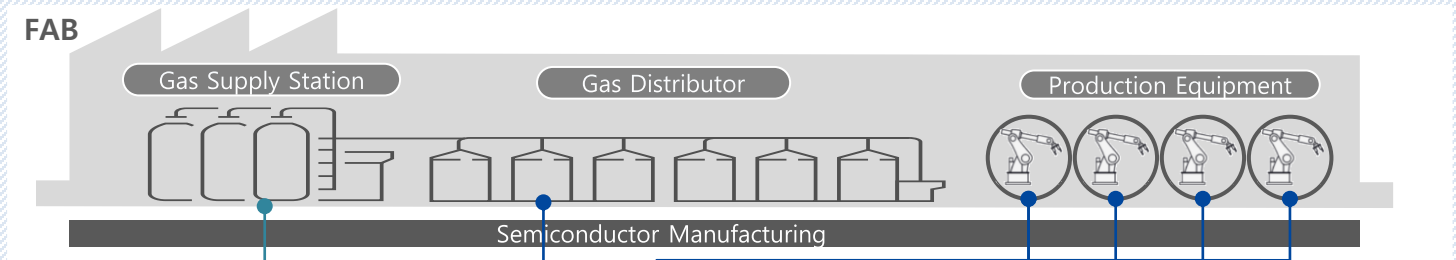 FAB
Gas Supply Station
Gas Distributor
Production Equipment
Semiconductor Manufacturing